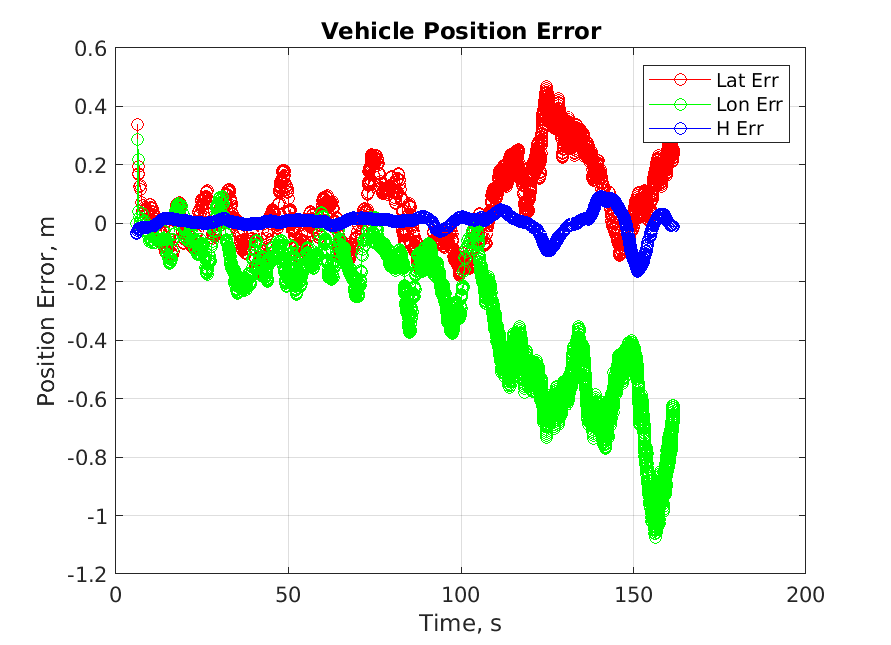 Vehicle Position Error
0.6
0.4
0.2
0
-0.2
-0.4
-0.6
-0.8
-1
-1.2
Position Error, m
Lat Err
Lon Err
H Err
0
50
100
150
200
Time, s